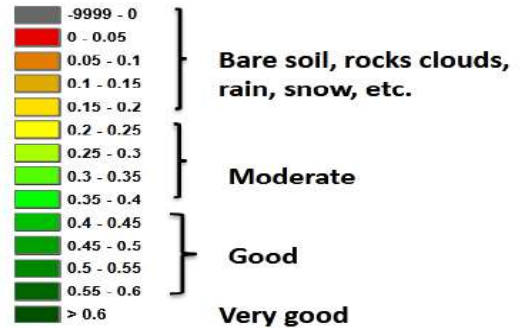 -9999 - 0
0 - 0.05
0.05 - 0.1
0.1 - 0.15
0.15 - 0.2
Bare soil, rocks clouds,
rain, snow, etc.
0.2 - 0.25
0.25 - 0.3
0.3 - 0.35
0.35 - 0.4
Moderate
0.4 - 0.45
0.45 - 0.5
0.5 - 0.55
0.55 - 0.6
Good
> 0.6
Very good